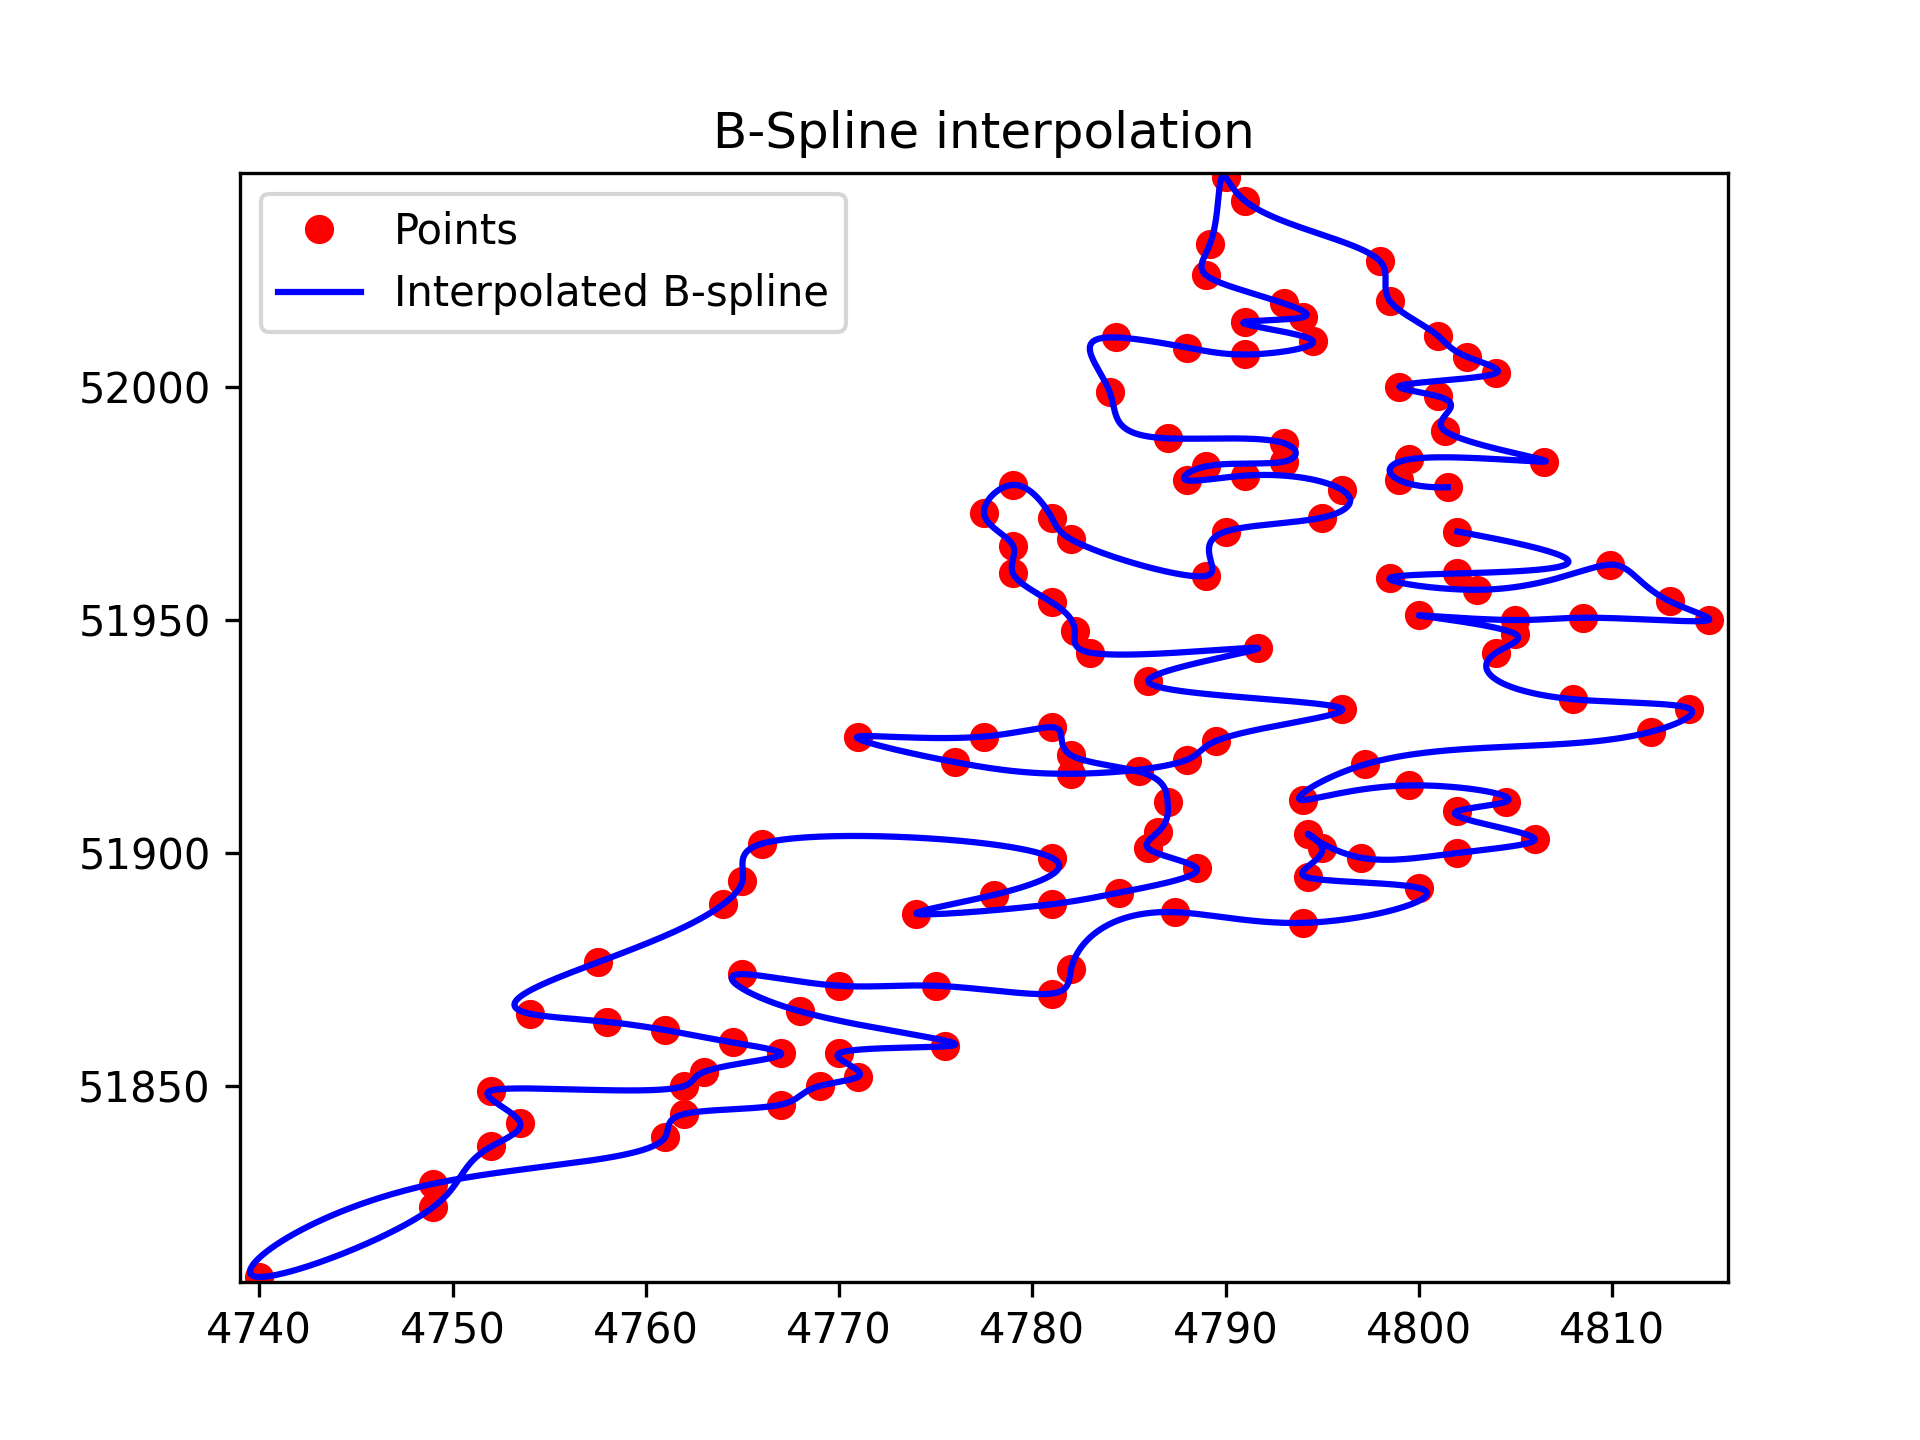 B-Spline interpolation
Points
Interpolated B-spline
52000
51950
51900
51850
4740 4750 4760 4770 4780 4790 4800 4810